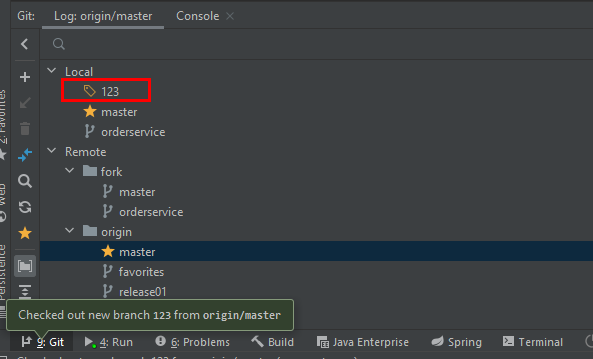 Git: Log: origin/master Console
Local
123
master
orderservice
Remote
fork
master
orderservice
origin
master
favorites
release01
Checked out new branch 123 from origin/master
2: Favorites
Web
Persistence
9: Git 4: Run 6: Problems Build Java Enterprise Spring Terminal